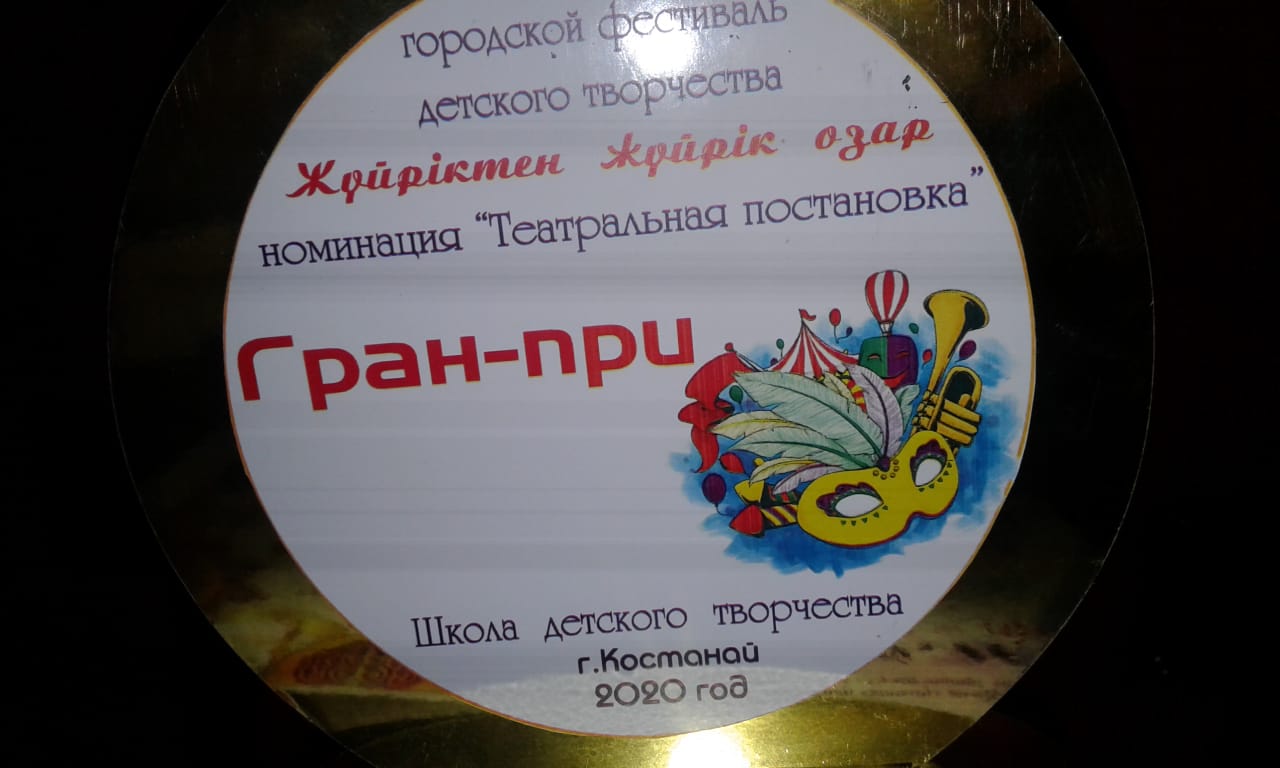 городской фестиваль
детского творчества
Жүйріктен жүйрік озар
номинация “Театральная постановка”
Гран-при
Школа детского творчества
г.Костанай
2020 год